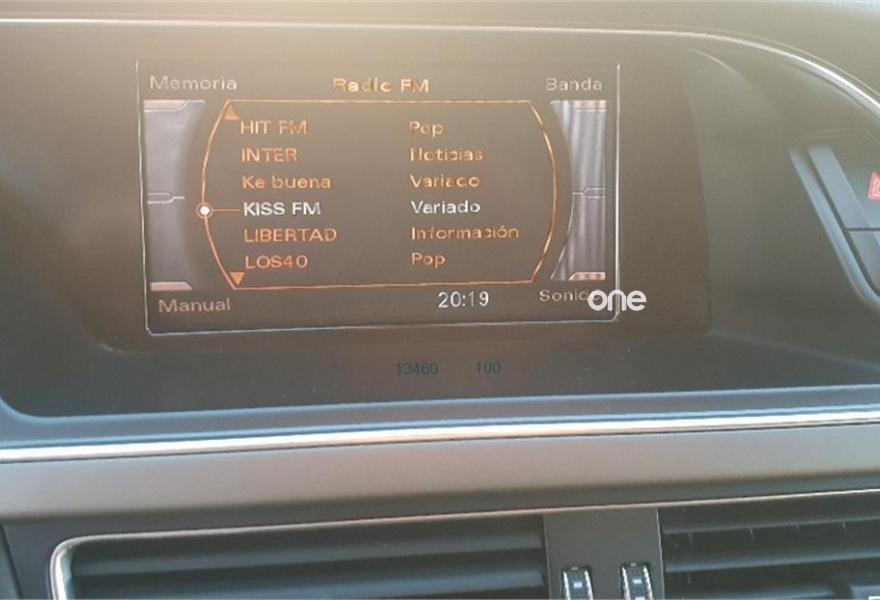 Memoria Radio FM Banda
HIT FM Pop
INTER Noticias
Ke buena Variado
KISS FM Variado
LIBERTAD Información
LOS40 Pop
Manual 20:19 Sonido
one
13460 100